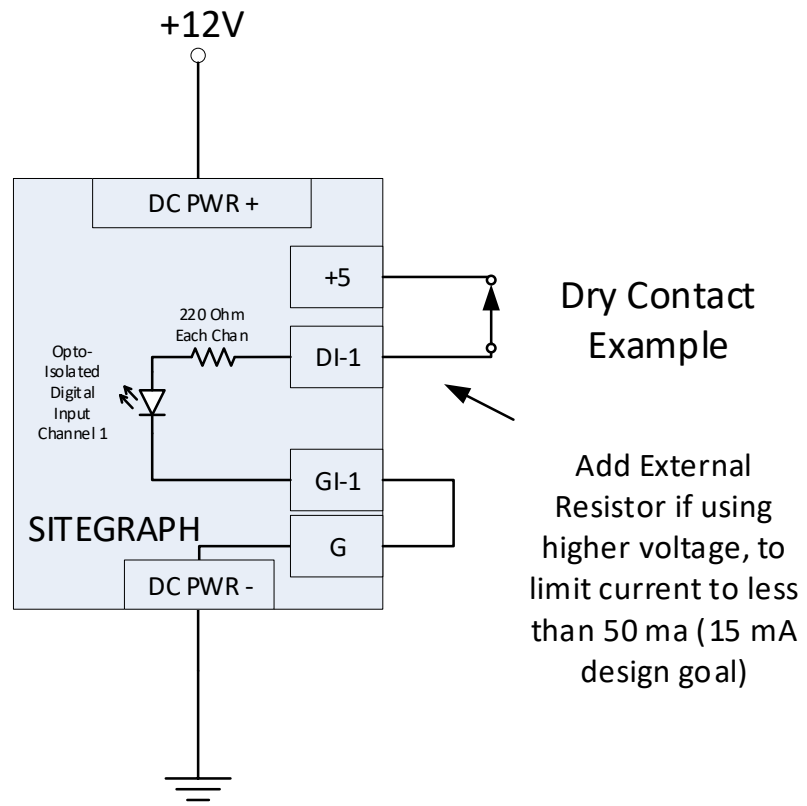 +12V
DC PWR +
+5
220 Ohm
Each Chan
DI-1
Opto-
Isolated
Digital
Input
Channel 1
GI-1
SITEGRAPH
G
DC PWR -
Dry Contact
Example
Add External
Resistor if using
higher voltage, to
limit current to less
than 50 ma (15 mA
design goal)